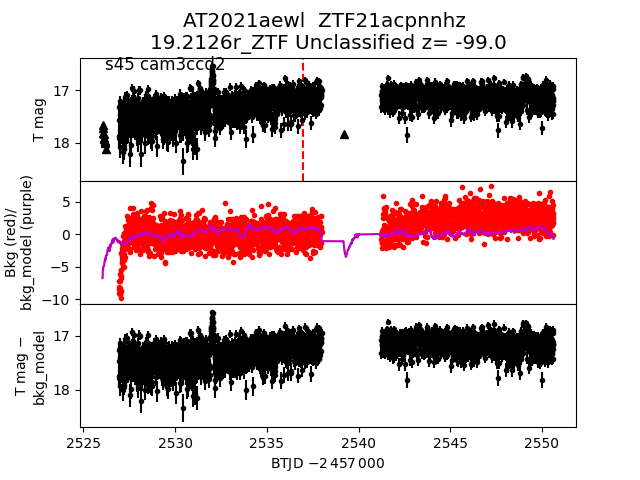 AT2021aewl  ZTF21acpnnhz
19.2126r_ZTF Unclassified z= -99.0
s45 cam3ccd2
17
18
T mag
5
0
−5
−10
Bkg (red)/
bkg_model (purple)
17
18
T mag −
bkg_model
2525
2530
2535
2540
2545
2550
BTJD −2 457 000